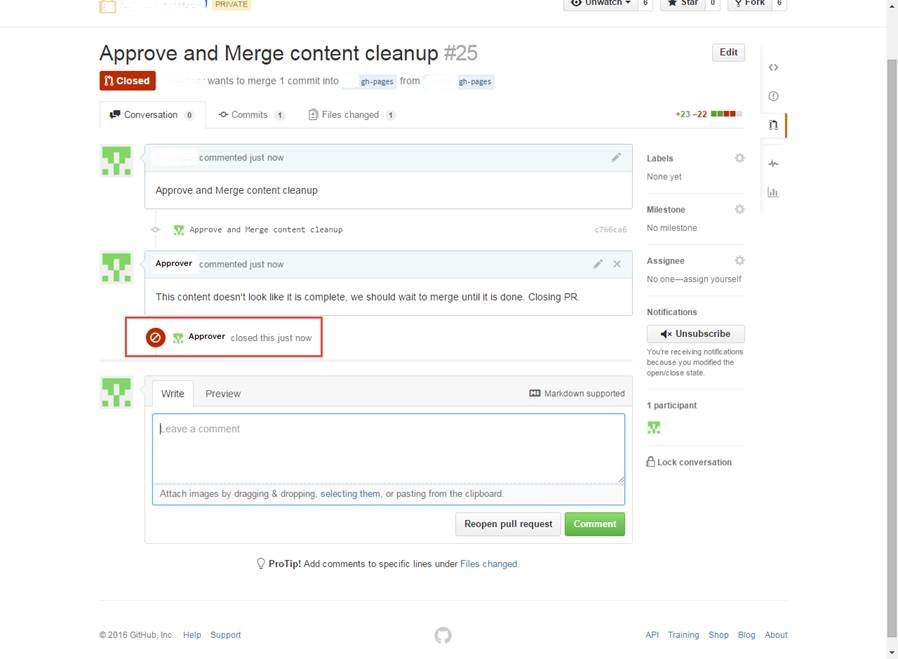 PRIVATE
Unwatch 6 Star 0 Fork 6
Approve and Merge content cleanup #25
Edit
Closed wants to merge 1 commit into gh-pages from gh-pages
Conversation 0 Commits 1 Files changed 1 +23 −22
commented just now
Approve and Merge content cleanup
Approve and Merge content cleanup c766ca6
Approver commented just now
This content doesn't look like it is complete, we should wait to merge until it is done. Closing PR.
Approver closed this just now
Write Preview Markdown supported
Leave a comment
Attach images by dragging & dropping, selecting them, or pasting from the clipboard.
Reopen pull request Comment
ProTip! Add comments to specific lines under Files changed.
Labels
None yet
Milestone
No milestone
Assignee
No one—assign yourself
Notifications
Unsubscribe
You're receiving notifications
because you modified the
open/close state.
1 participant
Lock conversation
© 2016 GitHub, Inc. Help Support
API Training Shop Blog About